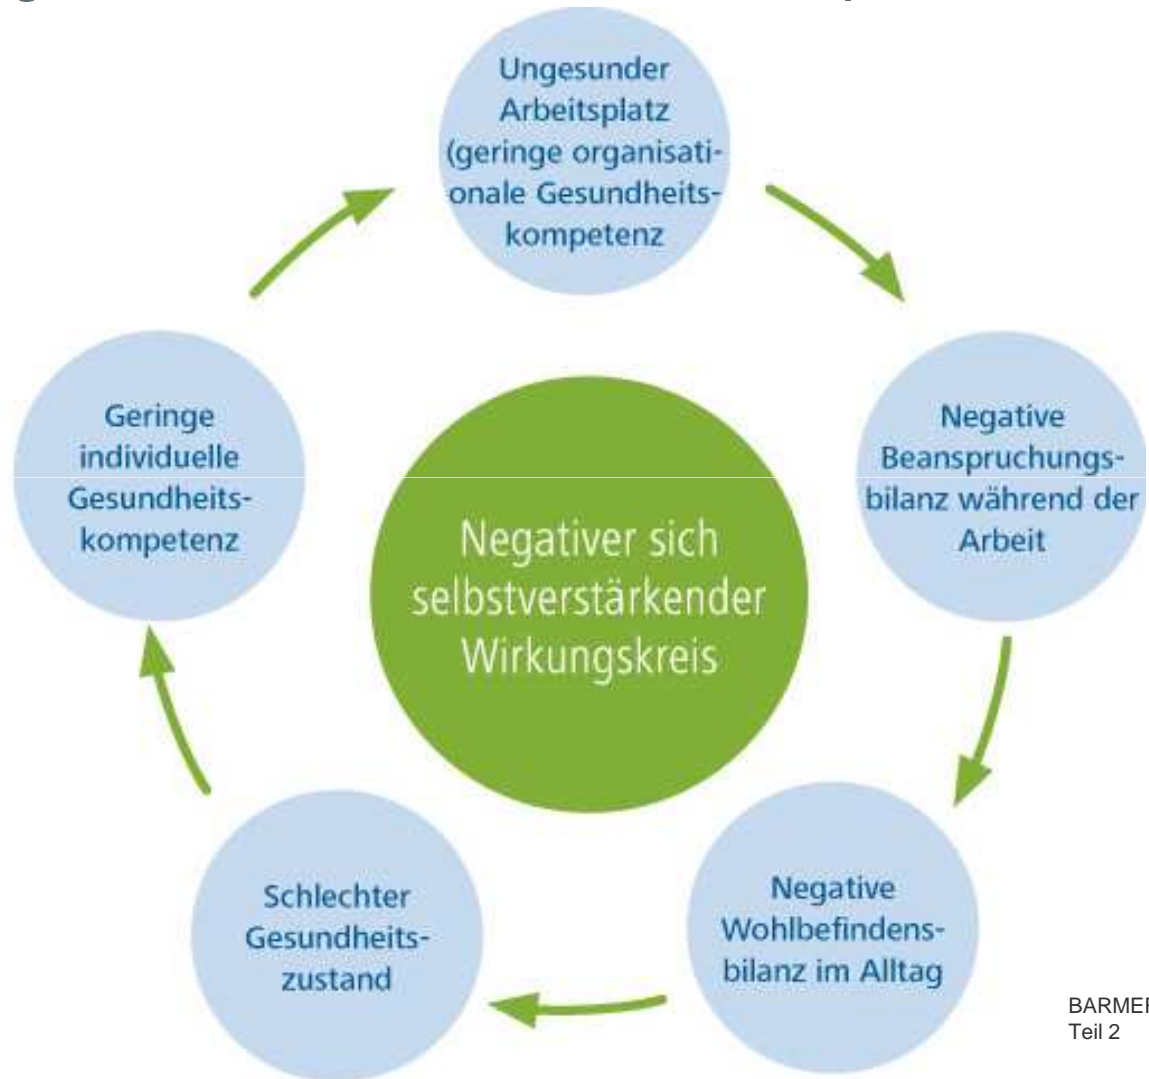 Ungesunder
Arbeitsplatz
(geringe organisati-
onale Gesundheits-
kompetenz
Negative
Beanspruchungs-
bilanz während der
Arbeit
Negative
Wohlbefindens-
bilanz im Alltag
Schlechter
Gesundheits-
zustand
Geringe
individuelle
Gesundheits-
kompetenz
Negativer sich
selbstverstärkender
Wirkungskreis
BARMER
Teil 2